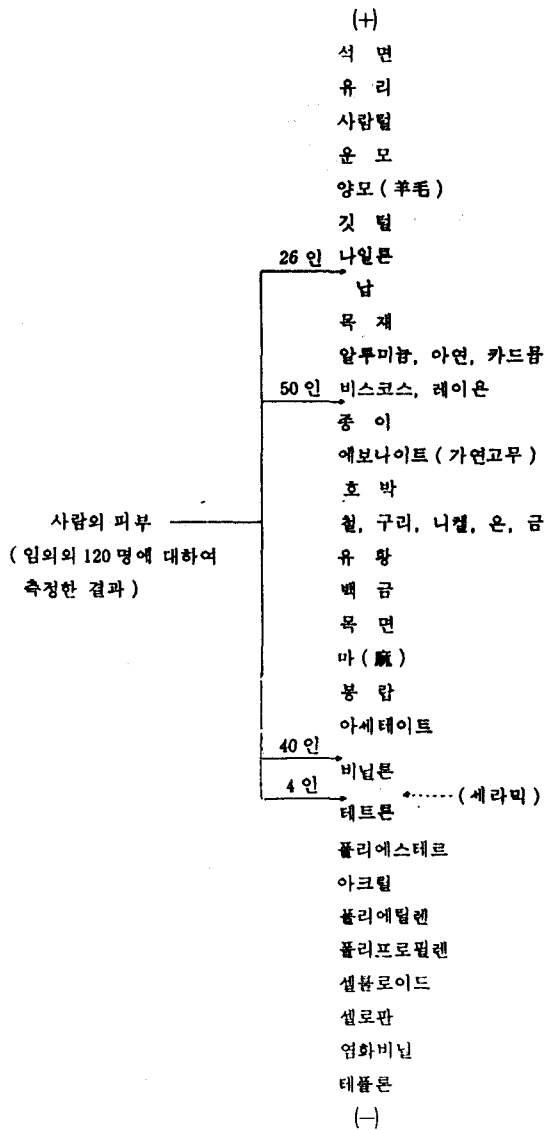 (+)
석 면
유 리
사람털
운 모
양모 (羊毛)
깃 털
26 인
나일론
납
목 재
알루미늄, 아연, 카드뮴
50 인
비스코스, 레이온
종 이
에보나이트 (가연고무)
호 박
사람의 피부
철, 구리, 니켈, 은, 금
(임의의 120 명에 대하여
유 황
측정한 결과)
백 금
목 면
마 (麻)
봉 랍
아세테이트
40 인
비닐론
4 인
테트론
(세라믹)
폴리에스테르
아크릴
폴리에틸렌
폴리프로필렌
셀룰로이드
셀로판
염화비닐
테플론
(—)